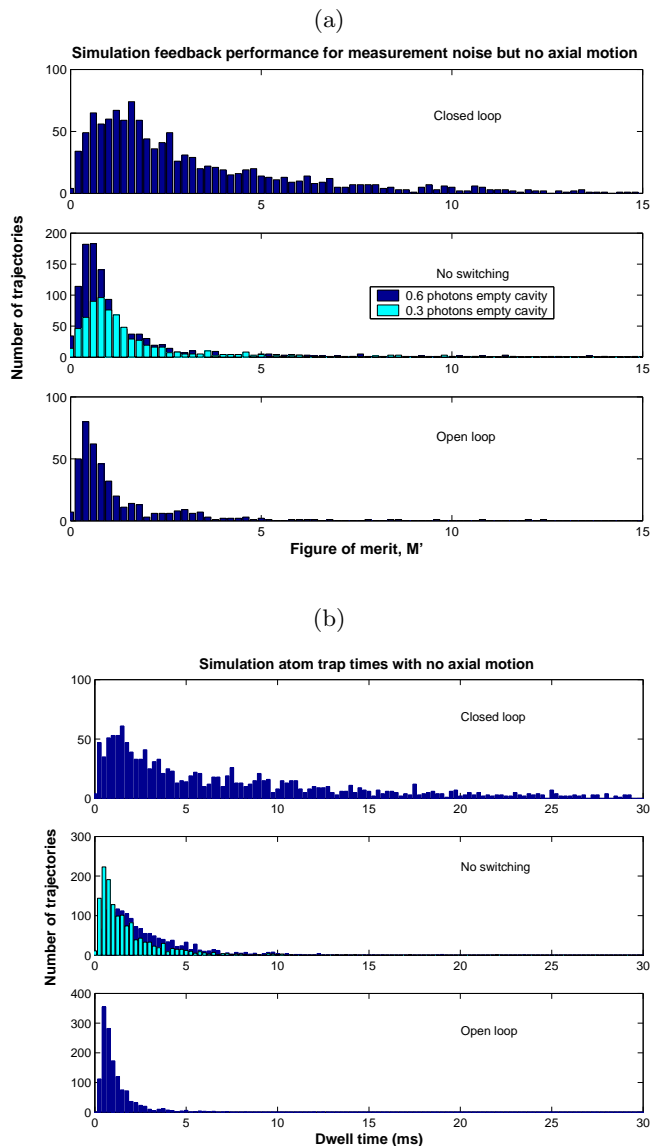 (a)
Simulation feedback performance for measurement noise but no axial motion
100
50
0
0 5 10 15
Closed loop
Number of trajectories
200
150
100
50
0
0 5 10 15
No switching
0.6 photons empty cavity
0.3 photons empty cavity
100
50
0
0 5 10 15
Open loop
Figure of merit, M'
(b)
Simulation atom trap times with no axial motion
100
50
0
0 5 10 15 20 25 30
Closed loop
Number of trajectories
300
200
100
0
0 5 10 15 20 25 30
No switching
400
300
200
100
0
0 5 10 15 20 25 30
Open loop
Dwell time (ms)